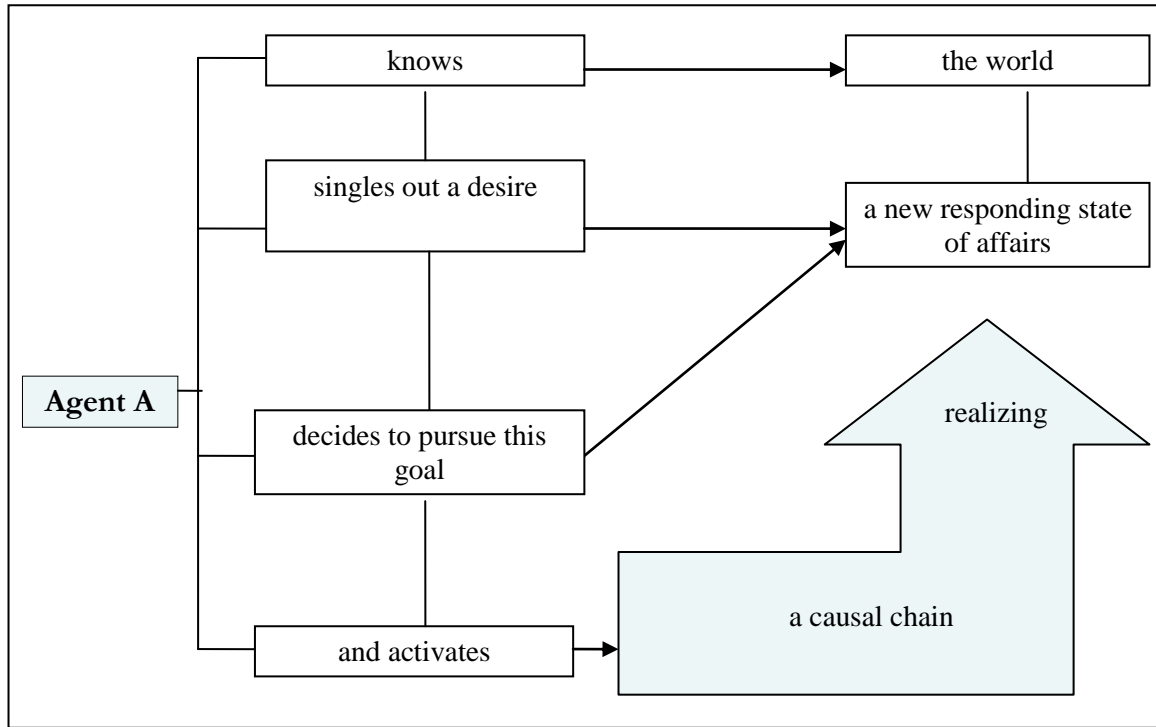 knows
the world
singles out a desire
a new responding state
of affairs
Agent A
decides to pursue this
goal
realizing
a causal chain
and activates